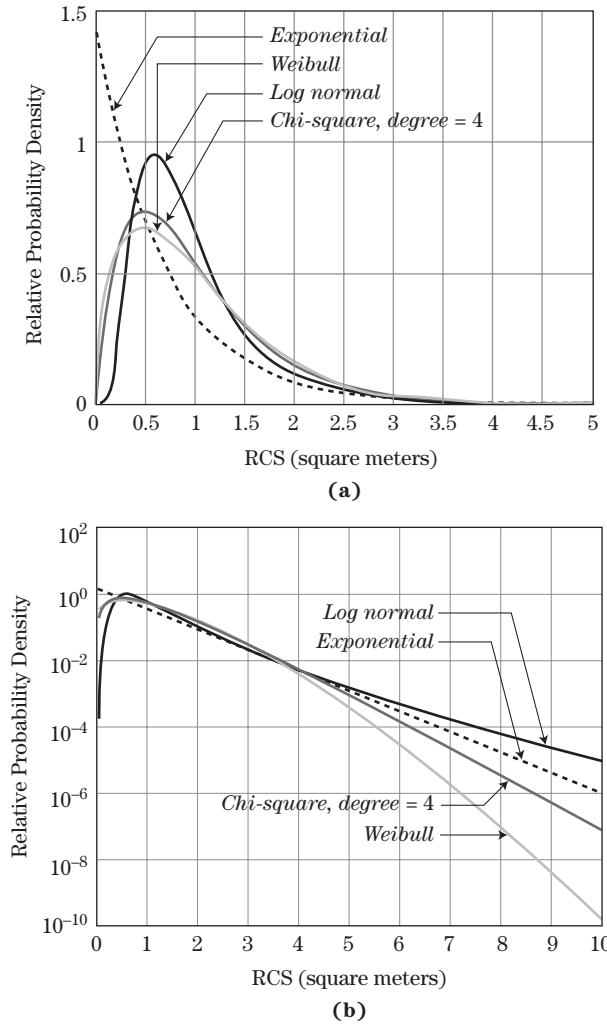 1.5
Exponential
Weibull
Log normal
Chi-square, degree = 4
1
0.5
0
Relative Probability Density
0 0.5 1 1.5 2 2.5 3 3.5 4 4.5 5
RCS (square meters)
(a)
10^2
10^0
Log normal
Exponential
10^-2
10^-4
Chi-square, degree = 4
10^-6
Weibull
10^-8
10^-10
Relative Probability Density
0 1 2 3 4 5 6 7 8 9 10
RCS (square meters)
(b)